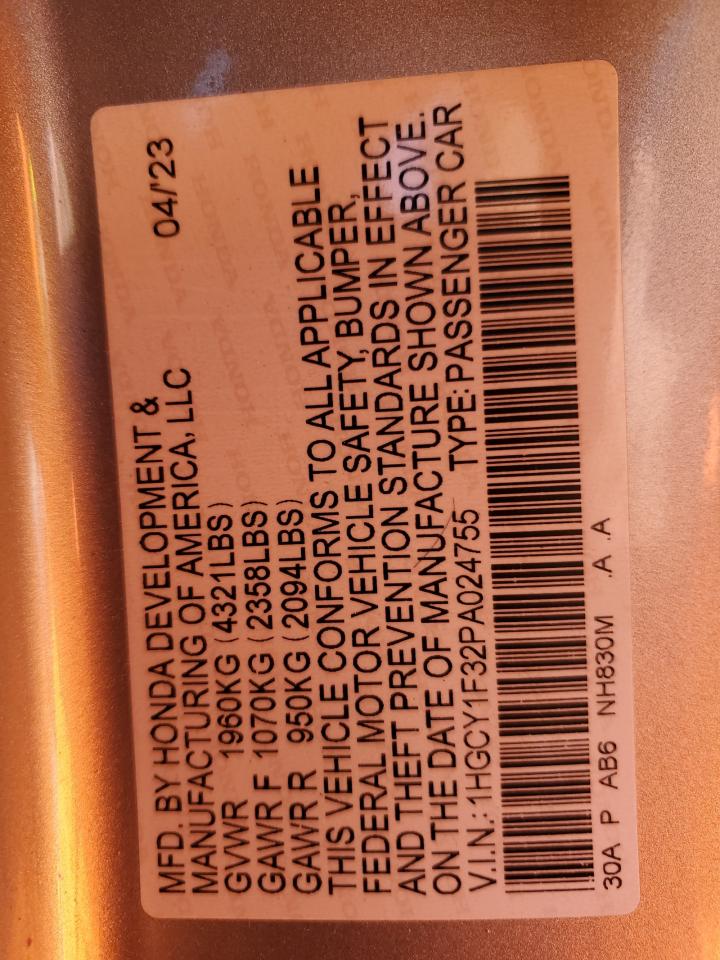 MFD. BY HONDA DEVELOPMENT &
MANUFACTURING OF AMERICA, LLC 04/'23
GVWR 1960KG (4321LBS)
GAWR F 1070KG (2358LBS)
GAWR R 950KG (2094LBS)
THIS VEHICLE CONFORMS TO ALL APPLICABLE
FEDERAL MOTOR VEHICLE SAFETY, BUMPER,
AND THEFT PREVENTION STANDARDS IN EFFECT
ON THE DATE OF MANUFACTURE SHOWN ABOVE.
V.I.N.: 1HGCY1F32PA024755 TYPE: PASSENGER CAR
30A P AB6 NH830M .A .A